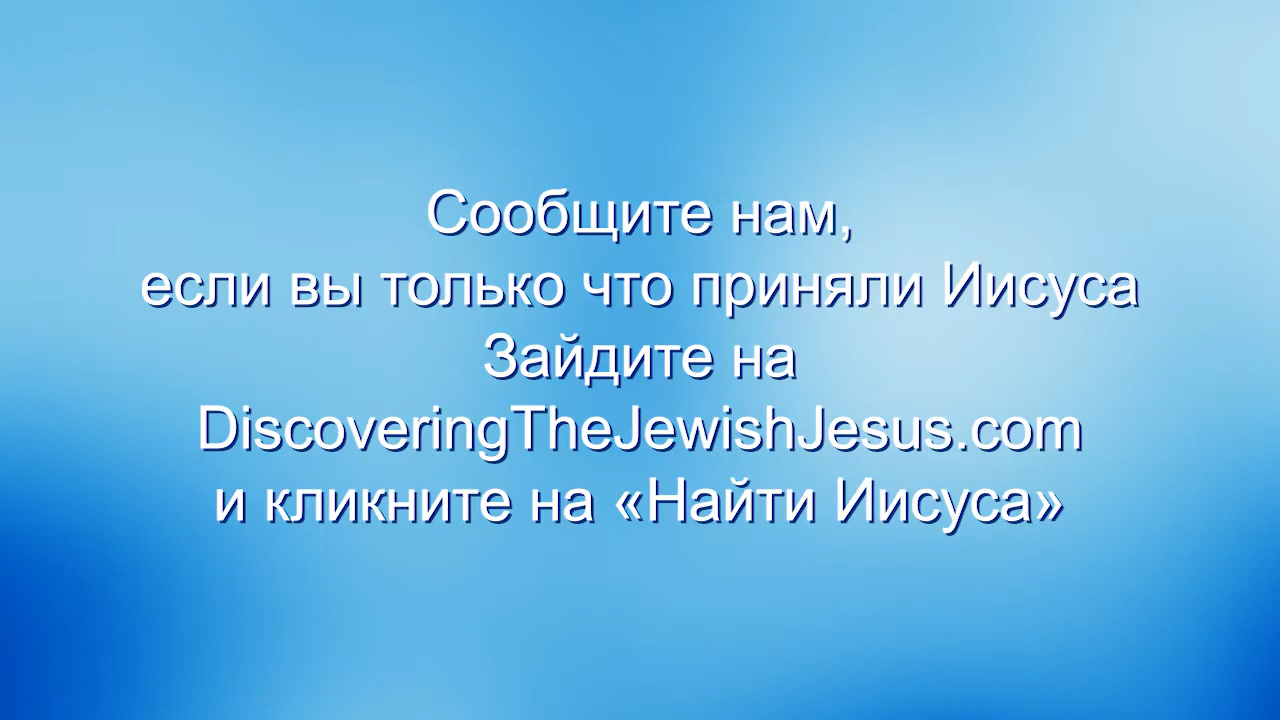 Сообщите нам,
если вы только что приняли Иисуса
Зайдите на
DiscoveringTheJewishJesus.com
и кликните на «Найти Иисуса»